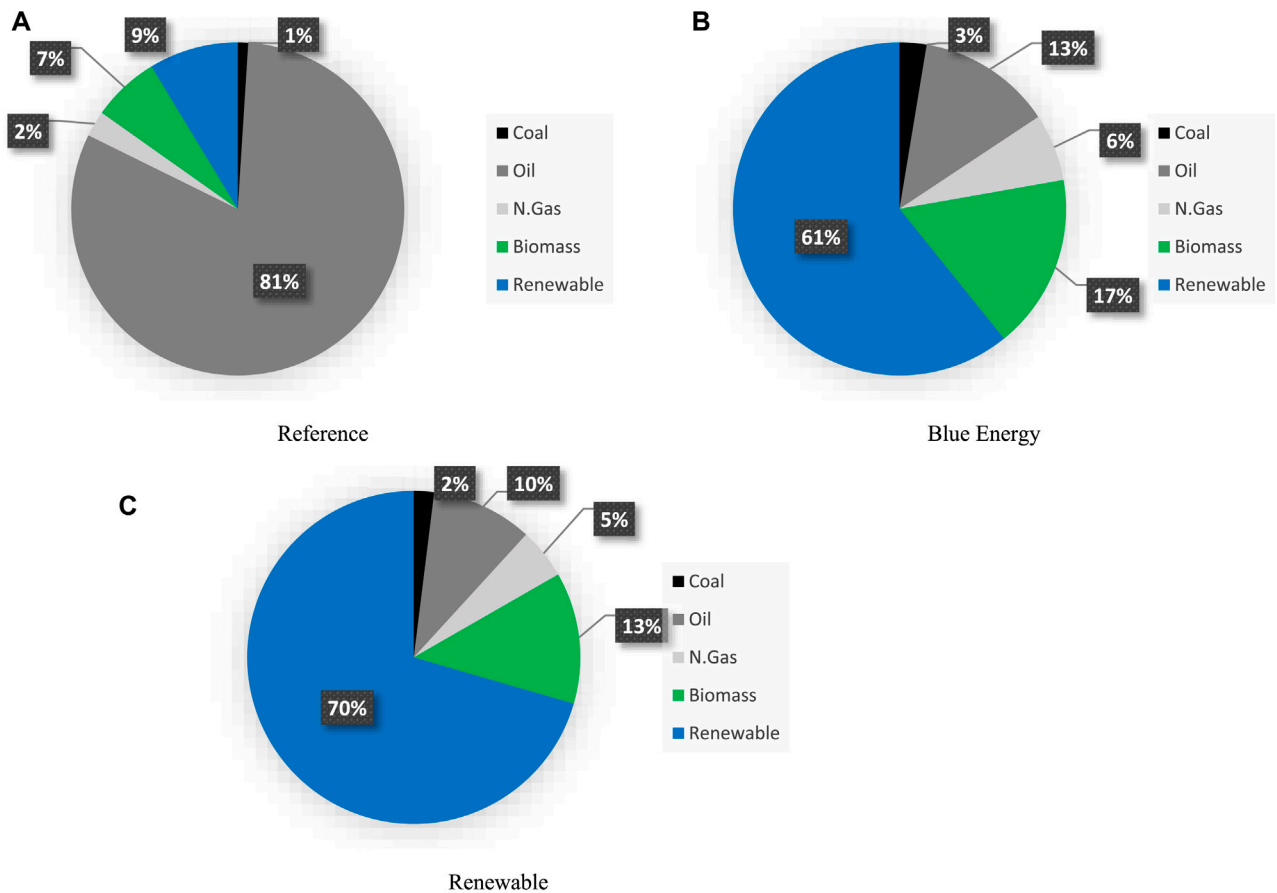 A
9%
1%
7%
2%
81%
Coal
Oil
N.Gas
Biomass
Renewable
Reference
B
3%
13%
6%
61%
17%
Coal
Oil
N.Gas
Biomass
Renewable
Blue Energy
C
2%
10%
5%
13%
70%
Coal
Oil
N.Gas
Biomass
Renewable
Renewable